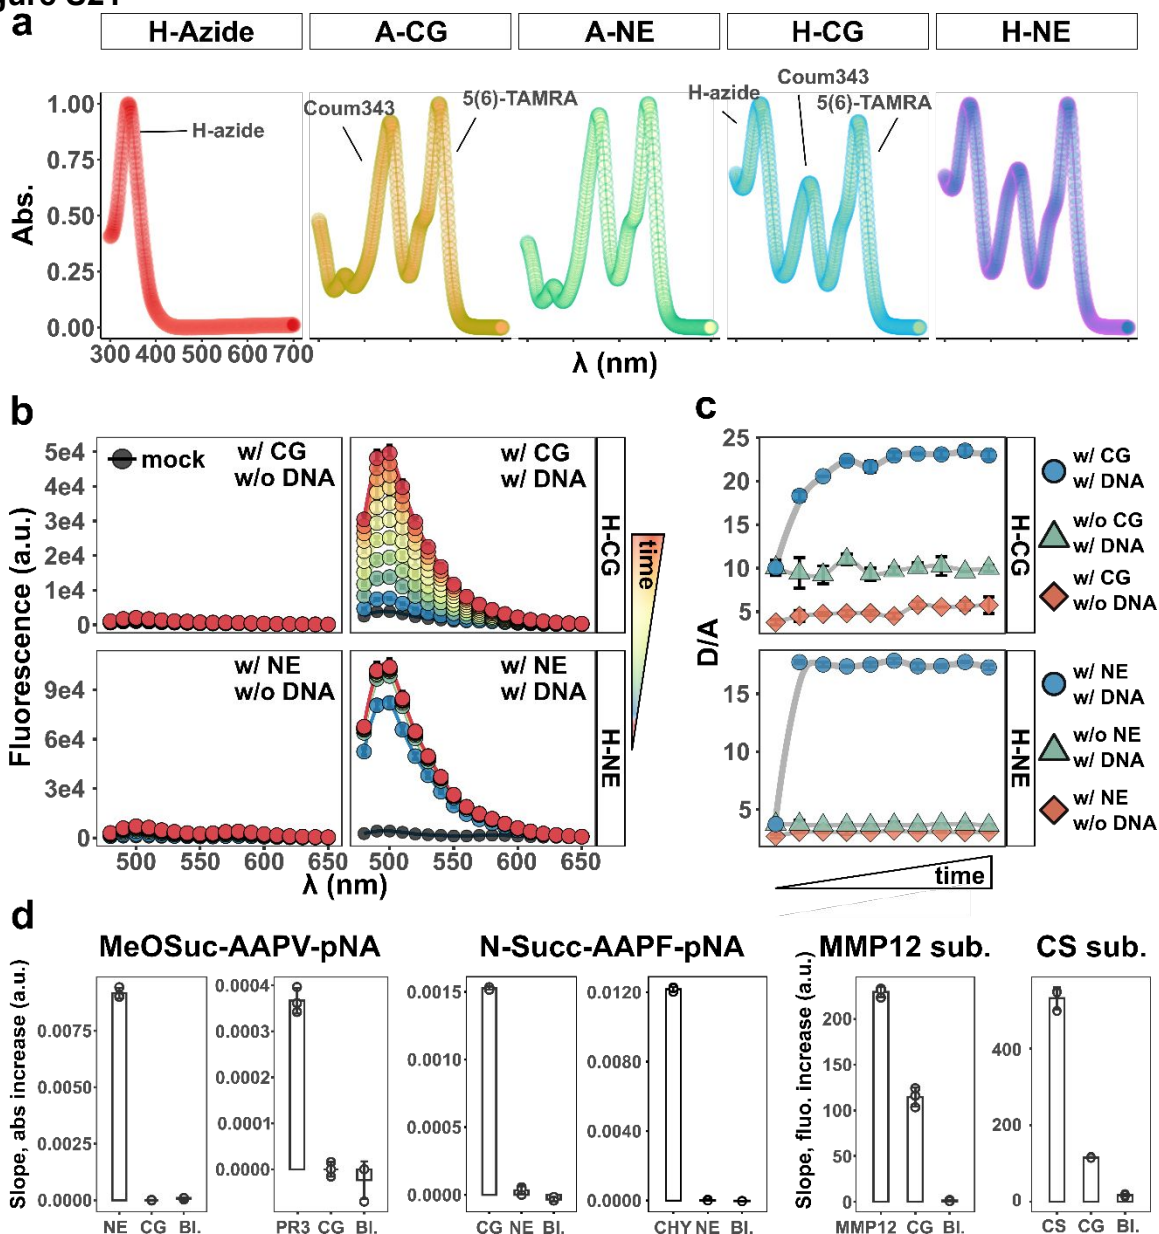 a
H-Azide
A-CG
A-NE
H-CG
H-NE
Abs.
1.00
0.75
0.50
0.25
0.00
H-azide
Coum343
5(6)-TAMRA
H-azide
Coum343
5(6)-TAMRA
300 400 500 600 700
λ (nm)
b
Fluorescence (a.u.)
5e4
4e4
3e4
2e4
1e4
0
mock
w/ CG
w/o DNA
w/ CG
w/ DNA
H-CG
time
9e4
6e4
3e4
0
w/ NE
w/o DNA
w/ NE
w/ DNA
H-NE
500 550 600 650
500 550 600 650
λ (nm)
c
D/A
25
20
15
10
5
H-CG
w/ CG
w/ DNA
w/o CG
w/ DNA
w/ CG
w/o DNA
15
10
5
H-NE
w/ NE
w/ DNA
w/o NE
w/ DNA
w/ NE
w/o DNA
time
d
MeOSuc-AAPV-pNA
N-Succ-AAPF-pNA
MMP12 sub.
CS sub.
Slope, abs increase (a.u.)
0.0075
0.0050
0.0025
0.0000
NE CG Bl.
0.0004
0.0003
0.0002
0.0001
0.0000
PR3 CG Bl.
0.0015
0.0010
0.0005
0.0000
CG NE Bl.
0.0120
0.0080
0.0040
0.0000
CHY NE Bl.
Slope, fluo. increase (a.u.)
200
150
100
50
0
MMP12 CG Bl.
400
200
0
CS CG Bl.